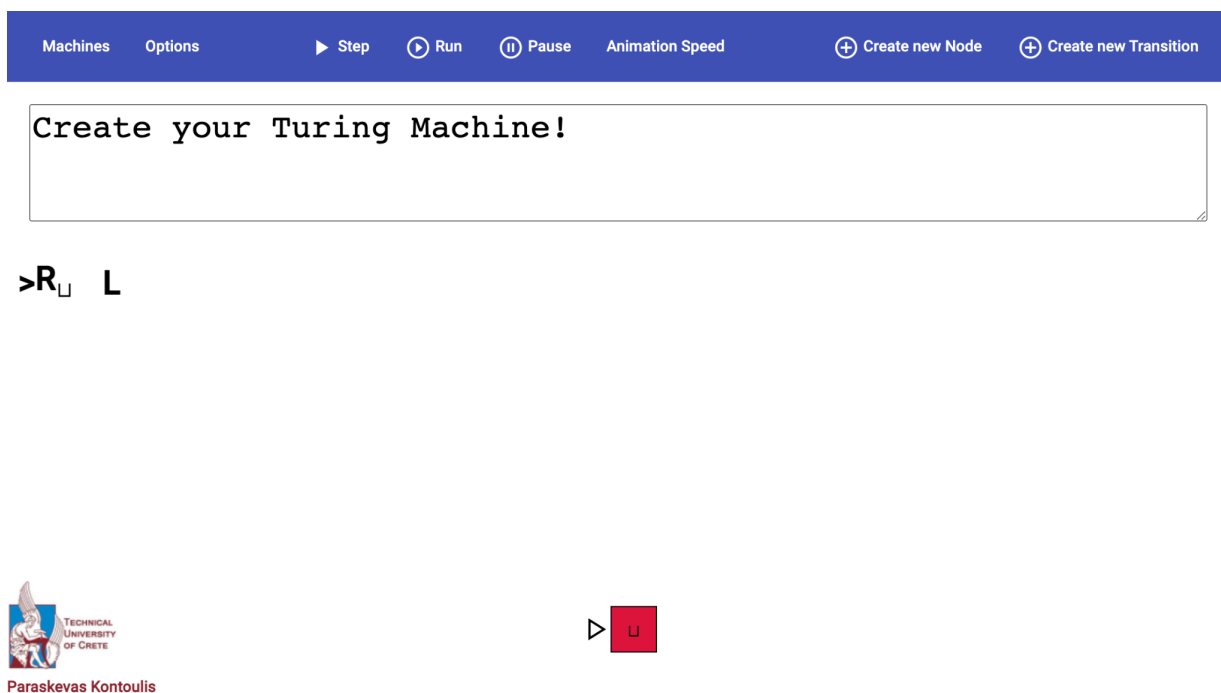 Machines Options Step Run Pause Animation Speed Create new Node Create new Transition
Create your Turing Machine!
>R⊔ L
TECHNICAL
UNIVERSITY
OF CRETE
▷ ⊔
Paraskevas Kontoulis